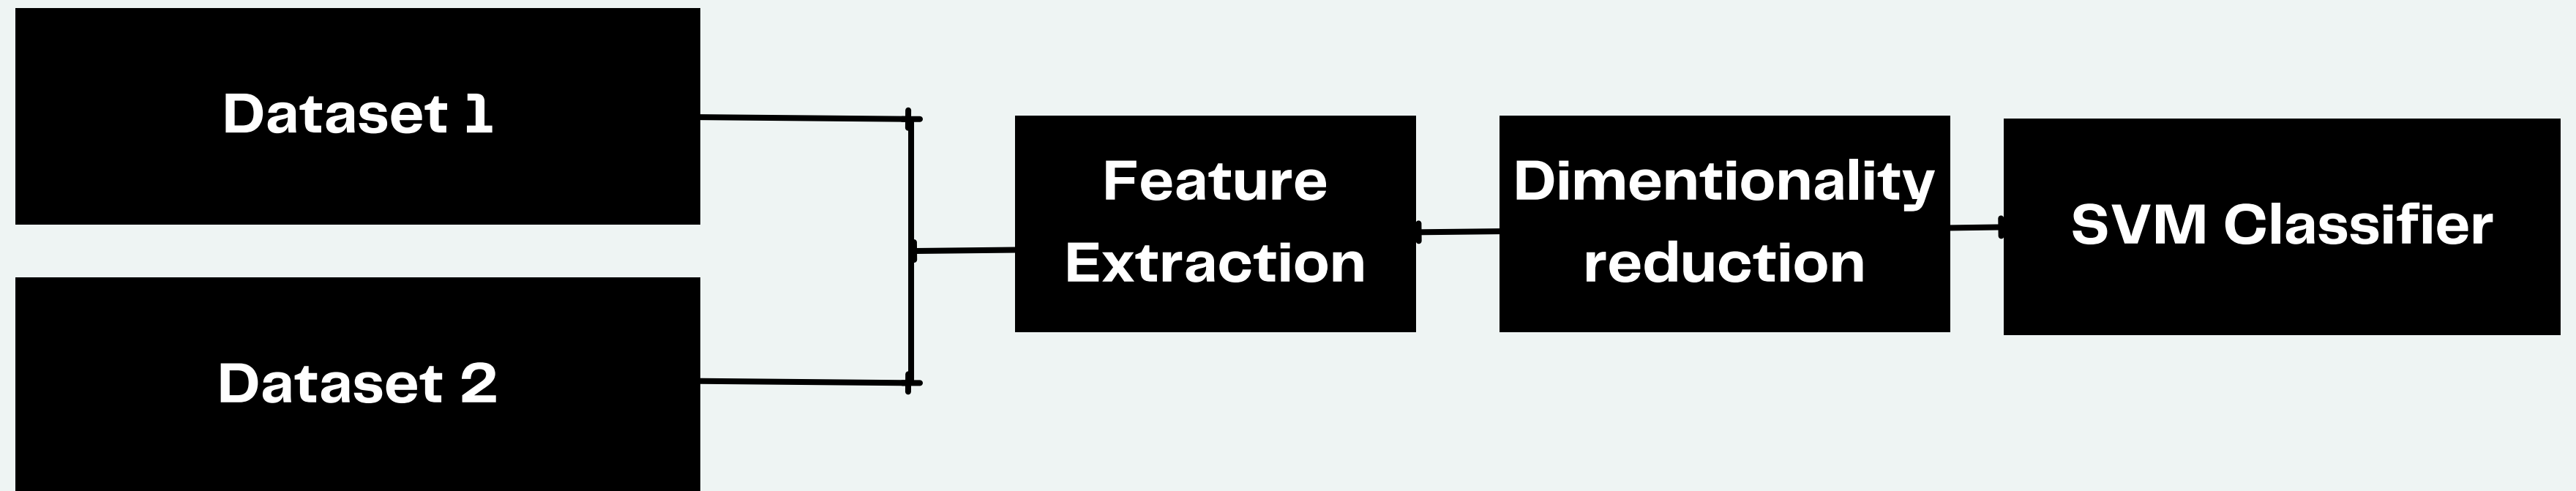 Dataset 1
Dataset 2
Feature
Extraction
Dimentionality
reduction
SVM Classifier